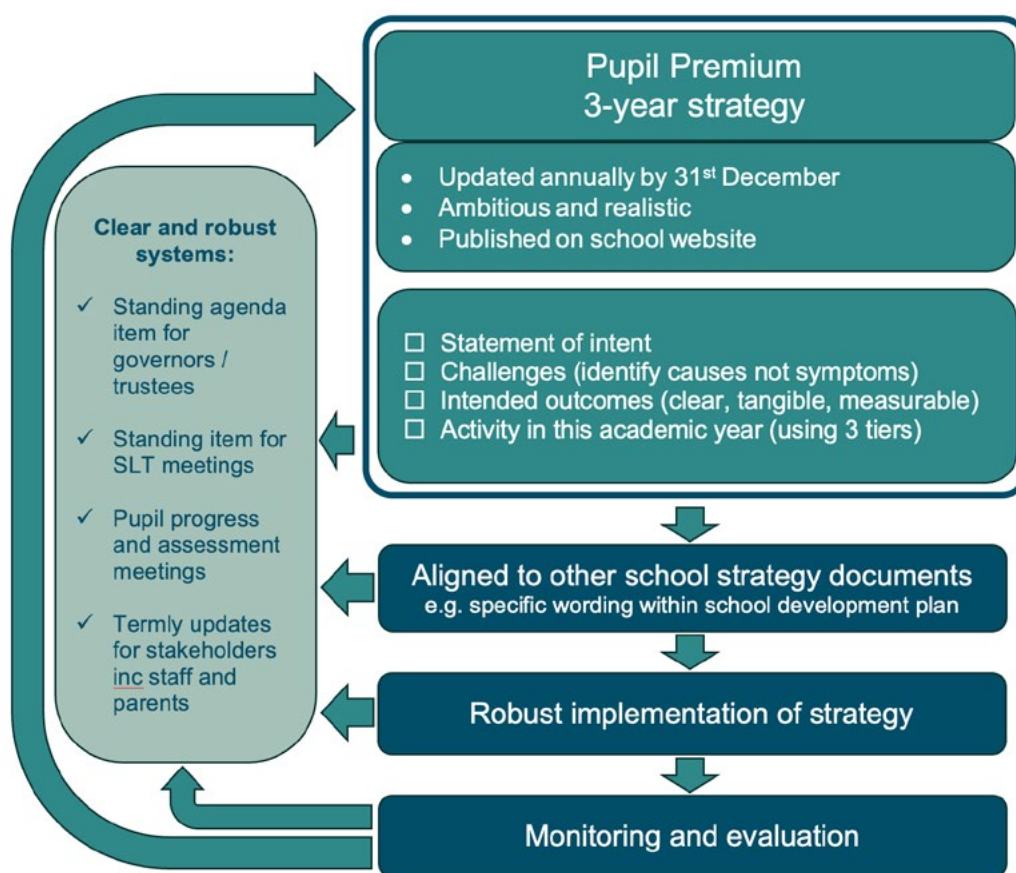 Pupil Premium
3-year strategy
• Updated annually by 31st December
• Ambitious and realistic
• Published on school website
☐ Statement of intent
☐ Challenges (identify causes not symptoms)
☐ Intended outcomes (clear, tangible, measurable)
☐ Activity in this academic year (using 3 tiers)
Clear and robust
systems:
✓ Standing agenda
item for
governors /
trustees
✓ Standing item for
SLT meetings
✓ Pupil progress
and assessment
meetings
✓ Termly updates
for stakeholders
inc staff and
parents
Aligned to other school strategy documents
e.g. specific wording within school development plan
Robust implementation of strategy
Monitoring and evaluation